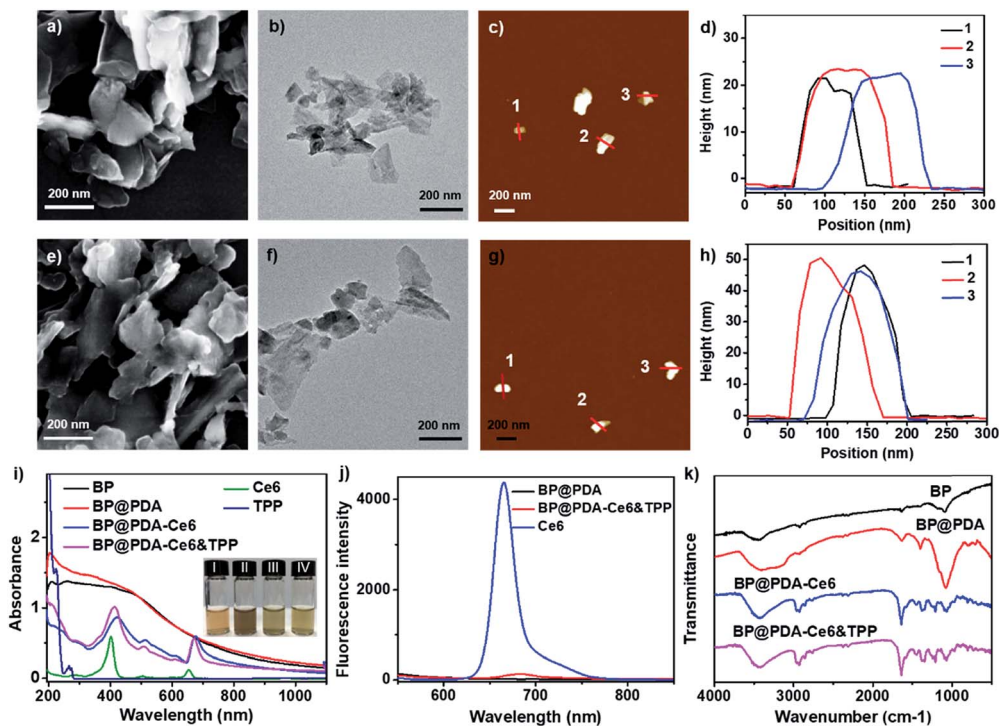 a)
200 nm
b)
200 nm
c)
1
2
3
200 nm
d)
1
2
3
Height (nm)
30
20
10
0
0 50 100 150 200 250 300
Position (nm)
e)
200 nm
f)
200 nm
g)
1
2
3
200 nm
h)
1
2
3
Height (nm)
50
40
30
20
10
0
0 50 100 150 200 250 300
Position (nm)
i)
BP
BP@PDA
BP@PDA-Ce6
BP@PDA-Ce6&TPP
Ce6
TPP
I II III IV
Absorbance
2
1
0
200 400 600 800 1000
Wavelength (nm)
j)
BP@PDA
BP@PDA-Ce6&TPP
Ce6
Fluorescence intensity
4000
2000
0
600 700 800
Wavelength (nm)
k)
BP
BP@PDA
BP@PDA-Ce6
BP@PDA-Ce6&TPP
Transmittance
4000 3000 2000 1000
Wavenumber (cm-1)